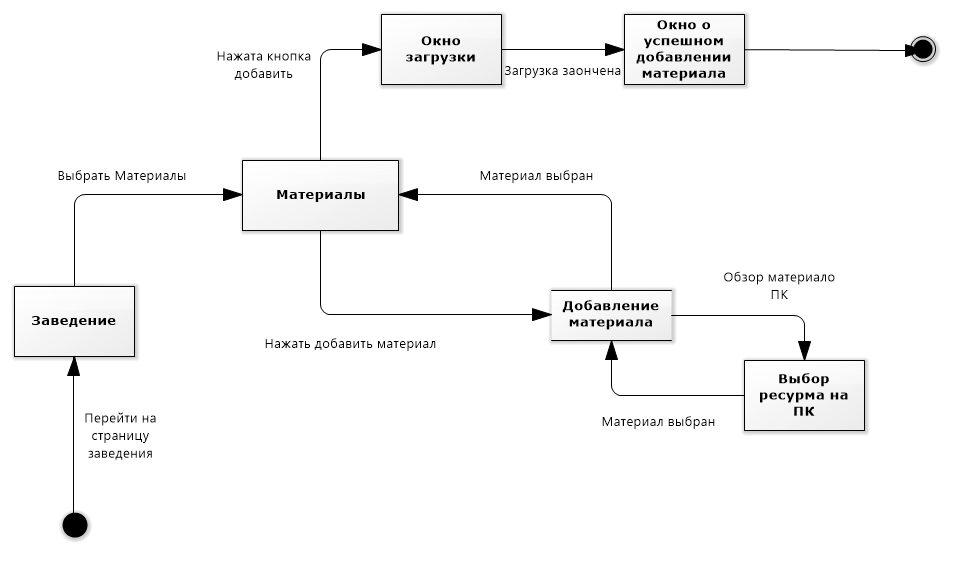 Окно
загрузки
Окно о
успешном
добавлении
материала
Нажата кнопка
добавить
Загрузка заончена
Выбрать Материалы
Материалы
Материал выбран
Обзор материало
ПК
Заведение
Добавление
материала
Нажать добавить материал
Выбор
ресурма на
ПК
Перейти на
страницу
заведения
Материал выбран